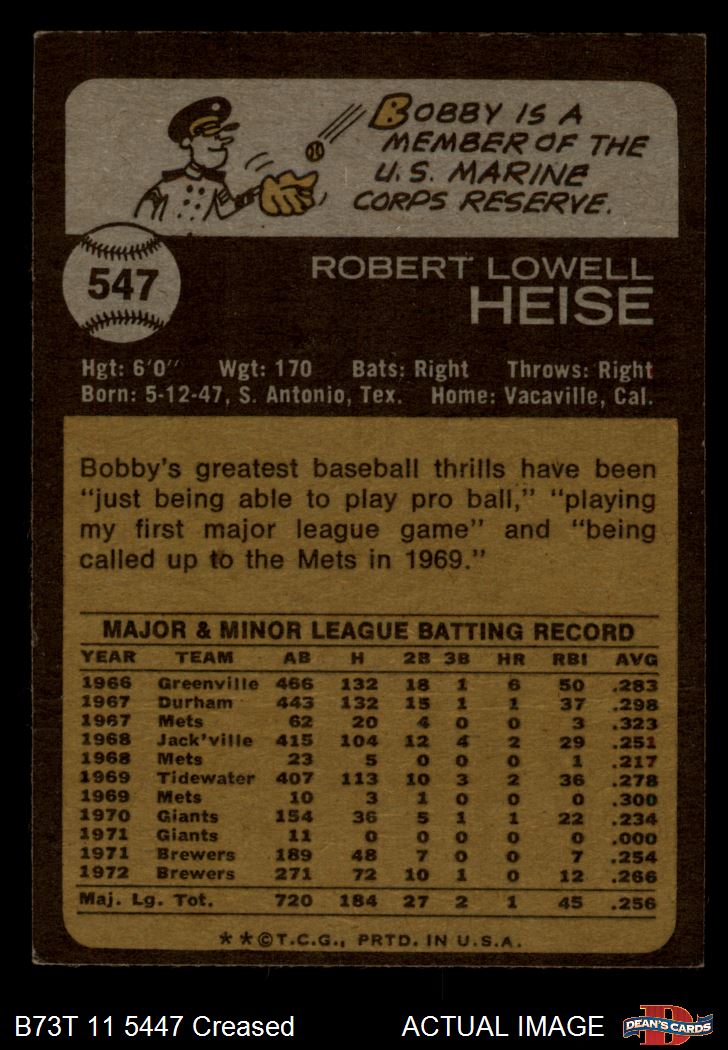 BOBBY IS A
MEMBER OF THE
U.S. MARINE
CORPS RESERVE.
547
ROBERT LOWELL
HEISE
Hgt: 6'0" Wgt: 170 Bats: Right Throws: Right
Born: 5-12-47, S. Antonio, Tex. Home: Vacaville, Cal.
Bobby's greatest baseball thrills have been
"just being able to play pro ball," "playing
my first major league game" and "being
called up to the Mets in 1969."
MAJOR & MINOR LEAGUE BATTING RECORD
YEAR TEAM AB H 2B 3B HR RBI AVG
1966 Greenville 466 132 18 1 6 50 .283
1967 Durham 443 132 15 1 1 37 .298
1967 Mets 62 20 4 0 0 3 .323
1968 Jack'ville 415 104 12 4 2 29 .251
1968 Mets 23 5 0 0 0 1 .217
1969 Tidewater 407 113 10 3 2 36 .278
1969 Mets 10 3 1 0 0 0 .300
1970 Giants 154 36 5 1 1 22 .234
1971 Giants 11 0 0 0 0 0 .000
1971 Brewers 189 48 7 0 0 7 .254
1972 Brewers 271 72 10 1 0 12 .266
Maj. Lg. Tot. 720 184 27 2 1 45 .256
* * © T.C.G., PRTD. IN U.S.A.
B73T 11 5447 Creased ACTUAL IMAGE
D
DEAN'S CARDS